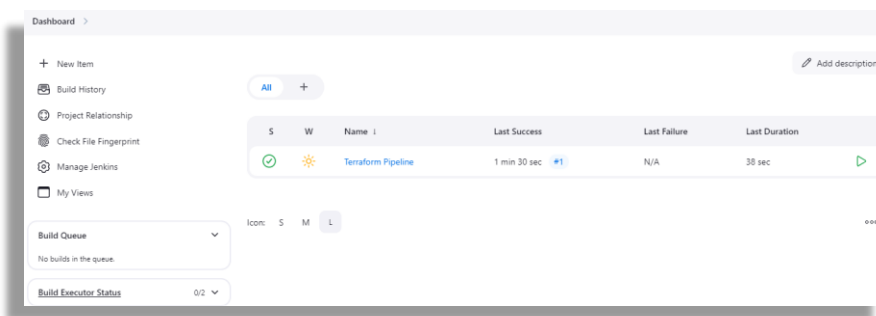 Dashboard >
New Item
Build History
Project Relationship
Check File Fingerprint
Manage Jenkins
My Views
Build Queue
No builds in the queue.
Build Executor Status 0/2
Add description
All +
S W Name ↓ Last Success Last Failure Last Duration
Terraform Pipeline 1 min 30 sec #1 N/A 38 sec
Icon: S M L